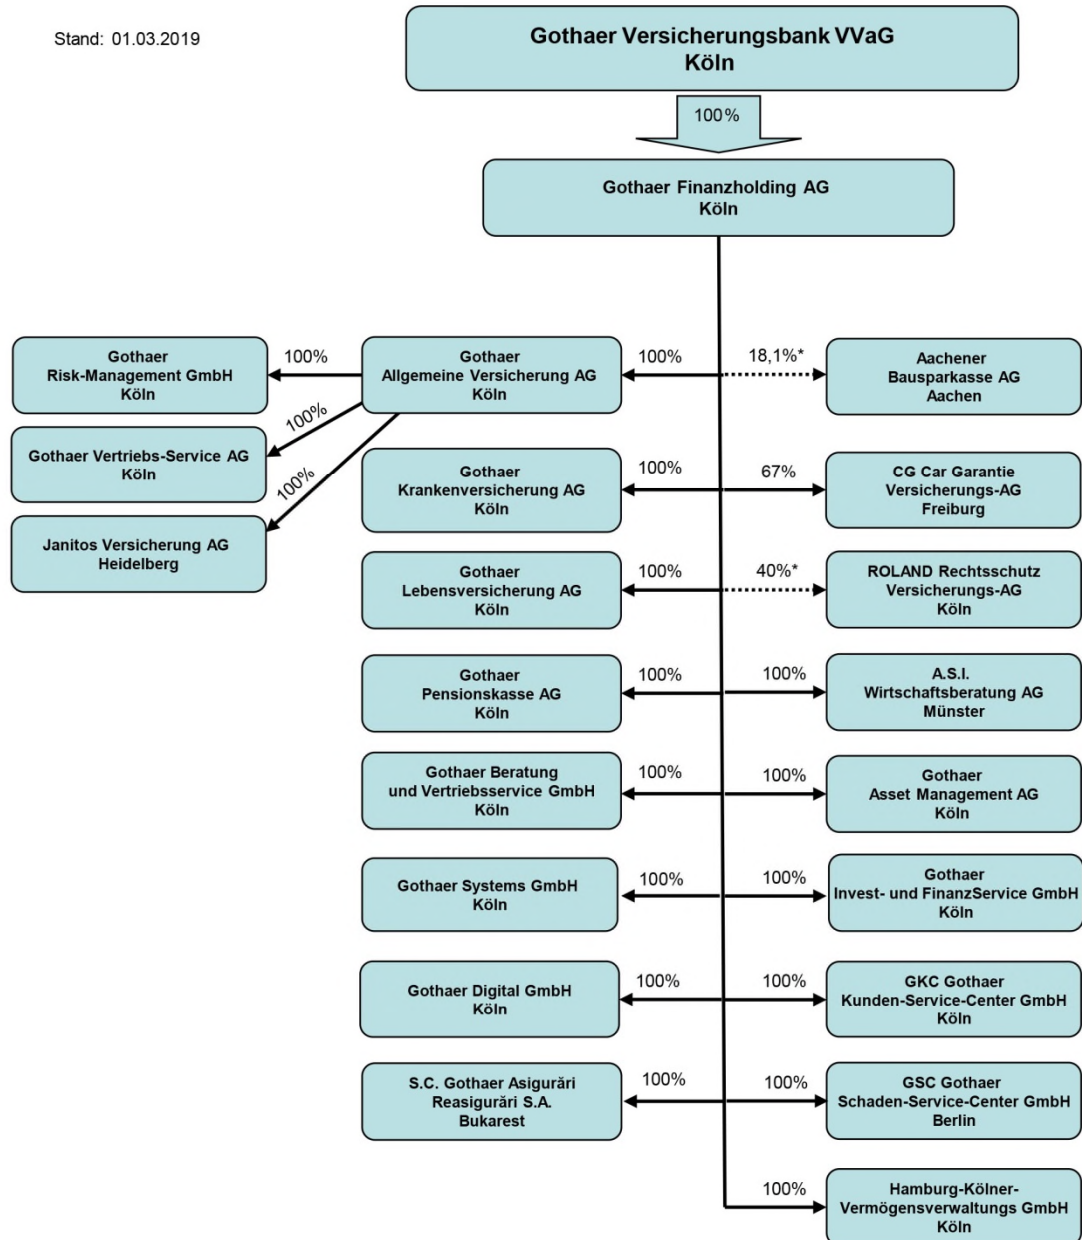 Stand: 01.03.2019
Gothaer Versicherungsbank VVaG
Köln
100%
Gothaer Finanzholding AG
Köln
Gothaer
Risk-Management GmbH
Köln
100%
Gothaer
Allgemeine Versicherung AG
Köln
100%
18,1%*
Aachener
Bausparkasse AG
Aachen
100%
Gothaer Vertriebs-Service AG
Köln
100%
Janitos Versicherung AG
Heidelberg
Gothaer
Krankenversicherung AG
Köln
100%
67%
CG Car Garantie
Versicherungs-AG
Freiburg
Gothaer
Lebensversicherung AG
Köln
100%
40%*
ROLAND Rechtsschutz
Versicherungs-AG
Köln
Gothaer
Pensionskasse AG
Köln
100%
100%
A.S.I.
Wirtschaftsberatung AG
Münster
Gothaer Beratung
und Vertriebsservice GmbH
Köln
100%
100%
Gothaer
Asset Management AG
Köln
Gothaer Systems GmbH
Köln
100%
100%
Gothaer
Invest- und FinanzService GmbH
Köln
Gothaer Digital GmbH
Köln
100%
100%
GKC Gothaer
Kunden-Service-Center GmbH
Köln
S.C. Gothaer Asigurări
Reasigurări S.A.
Bukarest
100%
100%
GSC Gothaer
Schaden-Service-Center GmbH
Berlin
100%
Hamburg-Kölner-
Vermögensverwaltungs GmbH
Köln